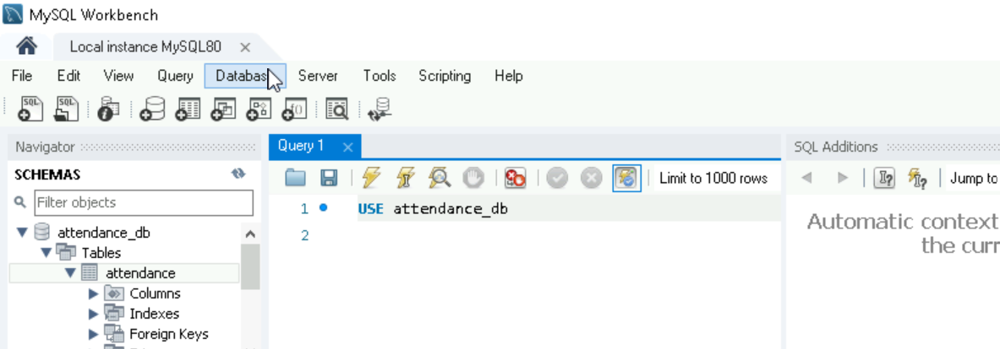 MySQL Workbench
Local instance MySQL80
File Edit View Query Databas Server Tools Scripting Help
SQL SQL
Navigator
SCHEMAS
Filter objects
attendance_db
Tables
attendance
Columns
Indexes
Foreign Keys
Query 1
Limit to 1000 rows
1 USE attendance_db
2
SQL Additions
Jump to
Automatic context
the curr